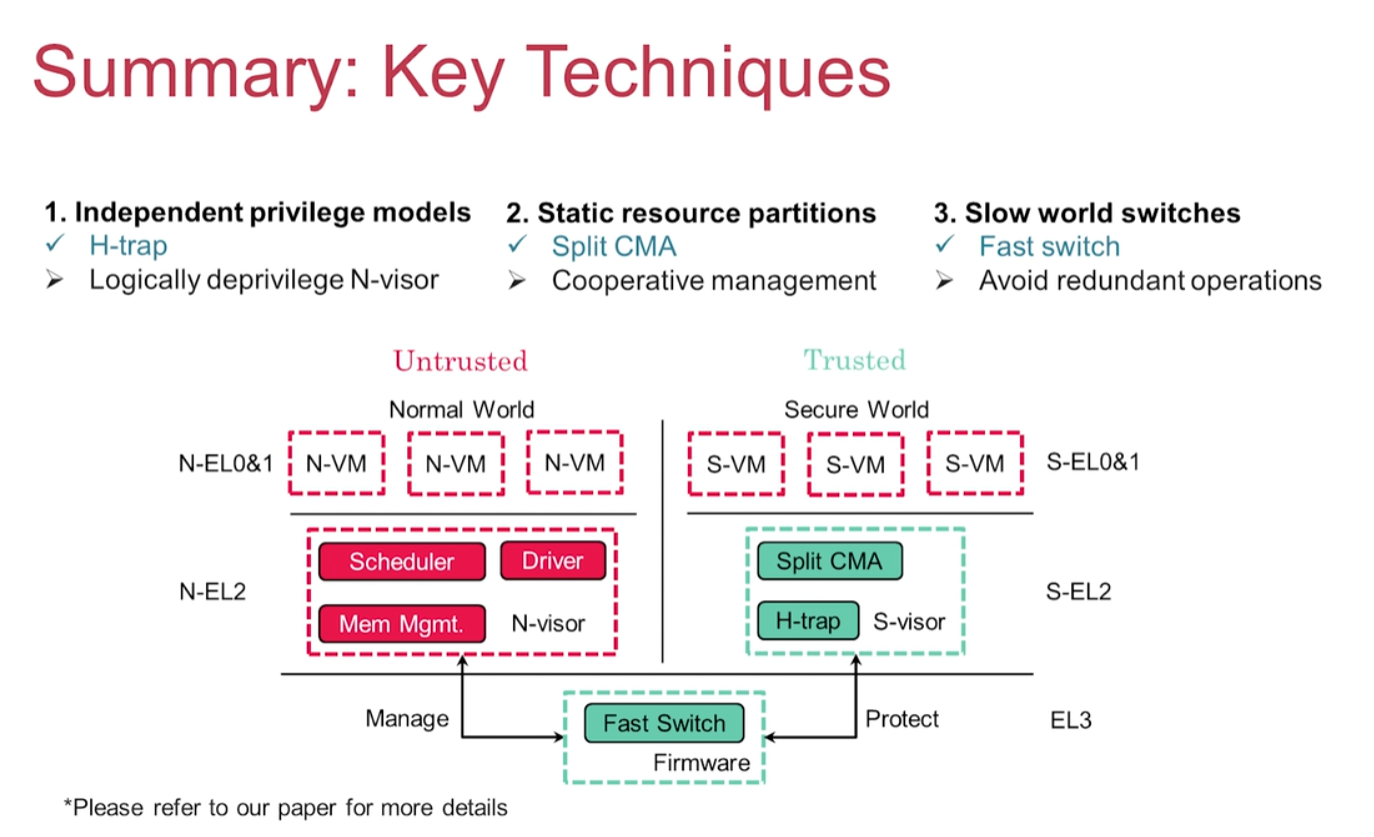 Summary: Key Techniques
1. Independent privilege models
✓ H-trap
➢ Logically deprivilege N-visor
2. Static resource partitions
✓ Split CMA
➢ Cooperative management
3. Slow world switches
✓ Fast switch
➢ Avoid redundant operations
Untrusted
Trusted
Normal World
Secure World
N-EL0&1
N-VM
N-VM
N-VM
S-VM
S-VM
S-VM
S-EL0&1
N-EL2
Scheduler
Driver
Mem Mgmt.
N-visor
Split CMA
H-trap
S-visor
S-EL2
Manage
Fast Switch
Firmware
Protect
EL3
*Please refer to our paper for more details